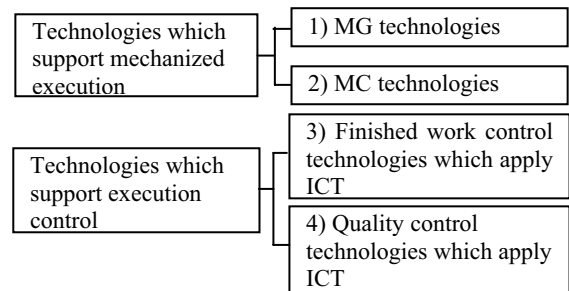 Technologies which
support mechanized
execution
1) MG technologies
2) MC technologies
Technologies which
support execution
control
3) Finished work control
technologies which apply
ICT
4) Quality control
technologies which apply
ICT